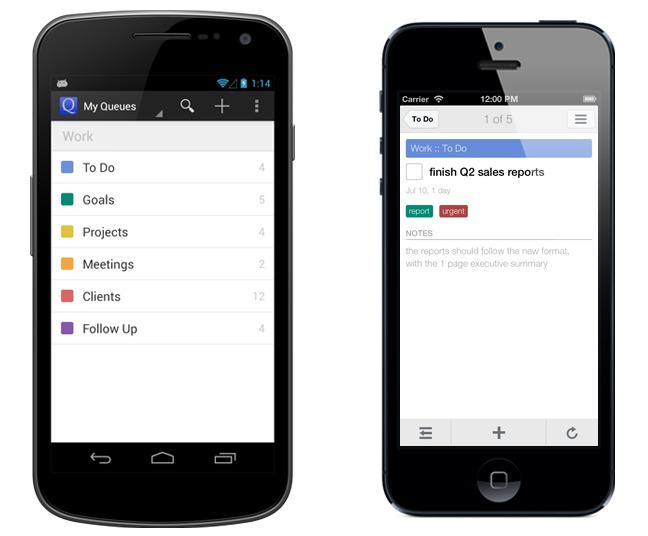 1:14
Q
My Queues
Work
To Do 4
Goals 5
Projects 4
Meetings 2
Clients 12
Follow Up 4
Carrier 12:00 PM
To Do 1 of 5
Work :: To Do
finish Q2 sales reports
Jul 10, 1 day
report urgent
NOTES
the reports should follow the new format,
with the 1 page executive summary